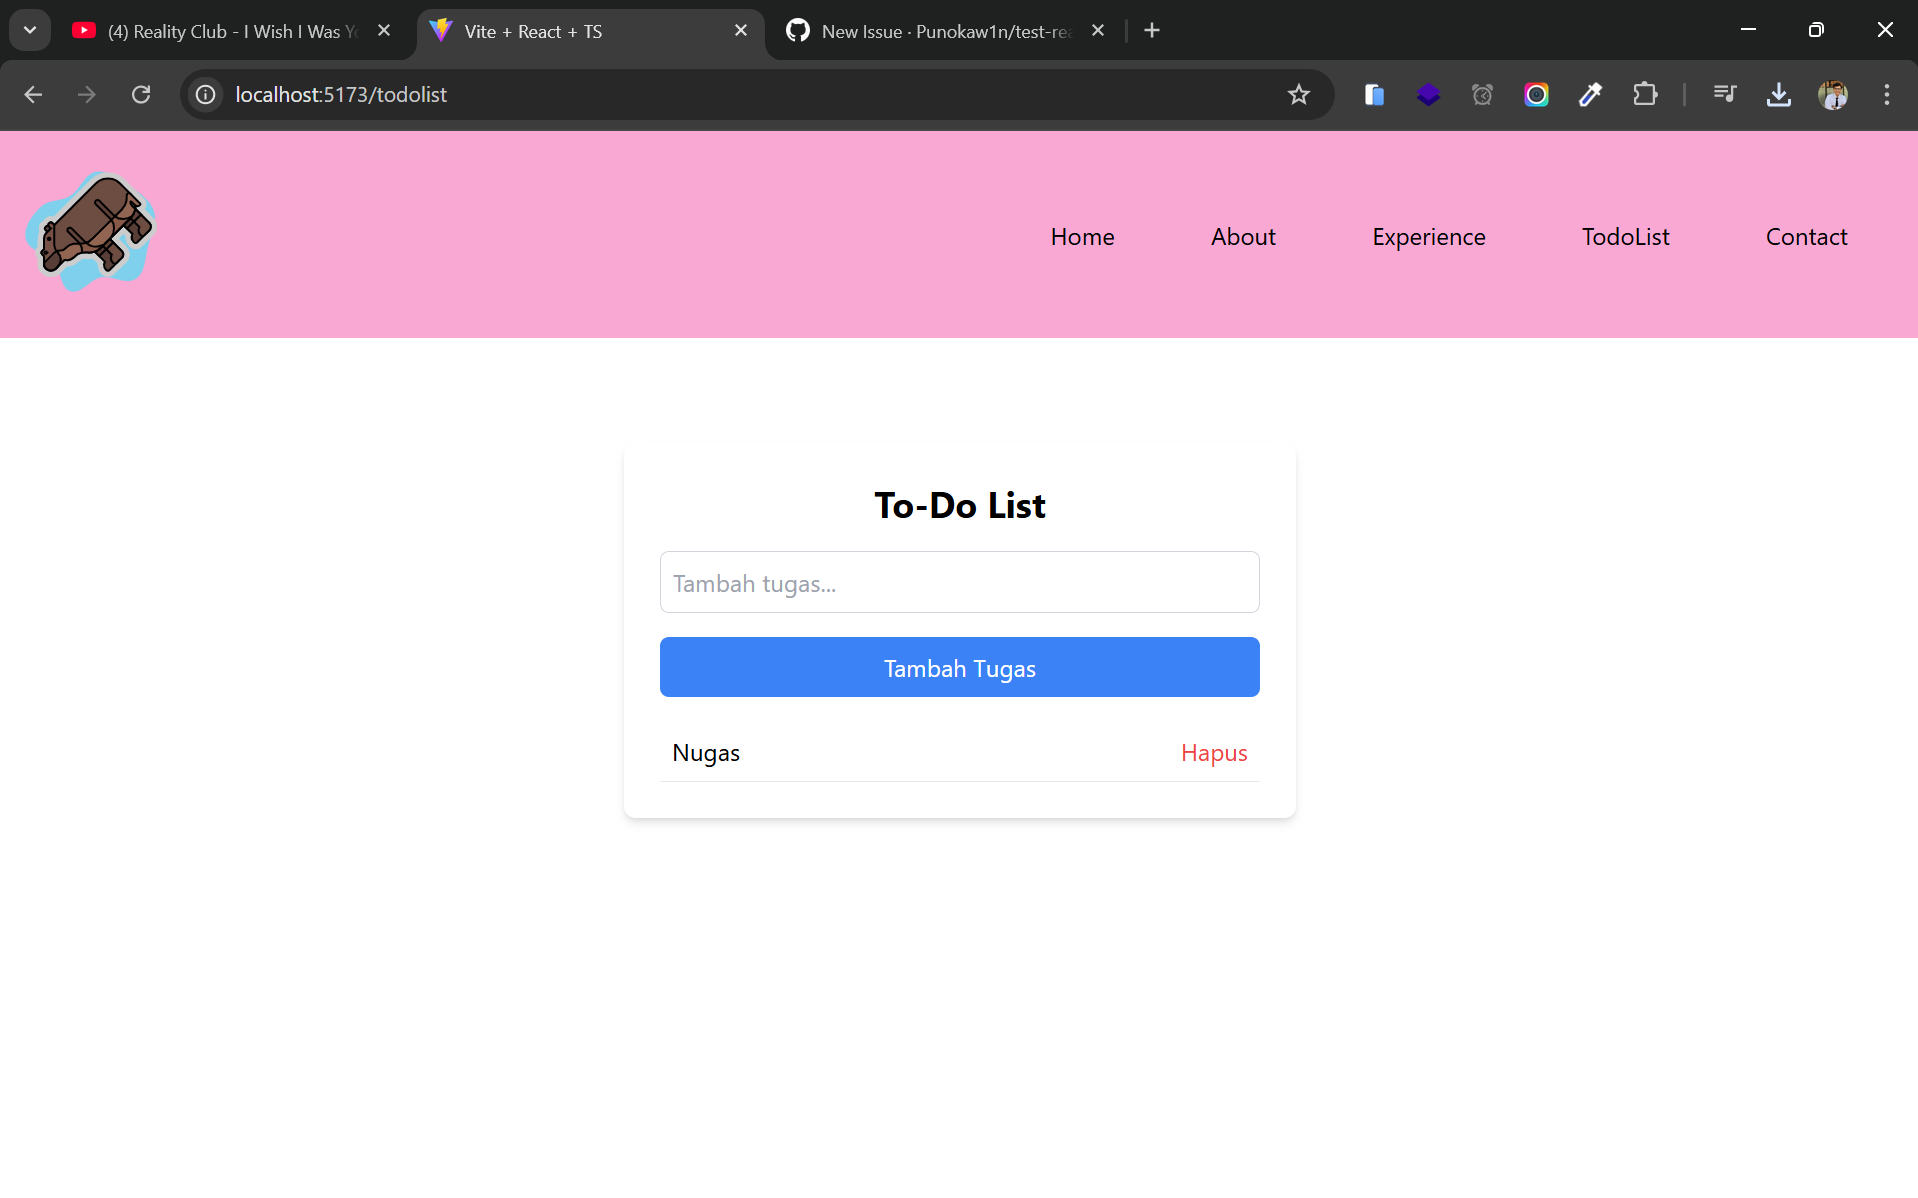 (4) Reality Club - I Wish I Was
Vite + React + TS
New Issue · Punokaw1n/test-rea
localhost:5173/todolist
Home
About
Experience
TodoList
Contact
To-Do List
Tambah tugas...
Tambah Tugas
Nugas
Hapus